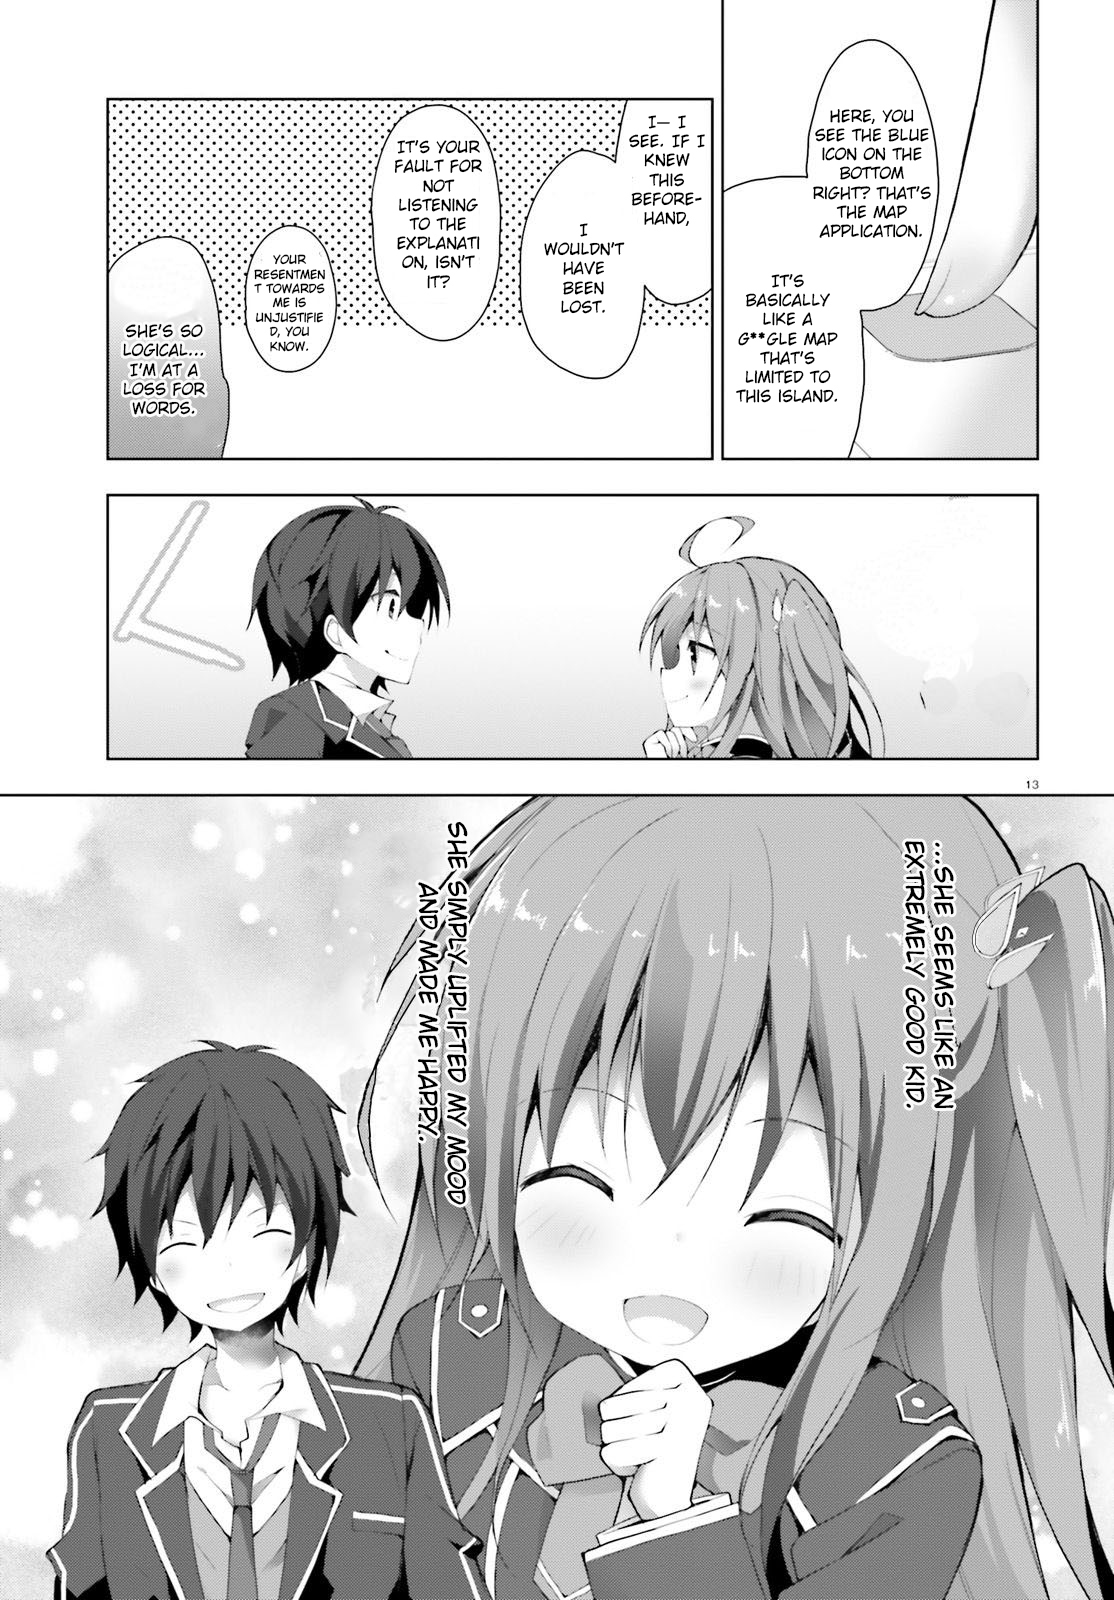 HERE, YOU
SEE THE BLUE
ICON ON THE
BOTTOM
RIGHT? THAT'S
THE MAP
APPLICATION.
IT'S
BASICALLY
LIKE A
G**GLE MAP
THAT'S
LIMITED TO
THIS ISLAND.
I— I
SEE. IF I
KNEW
THIS
BEFORE-
HAND,
I
WOULDN'T
HAVE
BEEN
LOST.
IT'S YOUR
FAULT FOR
NOT
LISTENING
TO THE
EXPLANATI
ON, ISN'T
IT?
YOUR
RESENTMEN
T TOWARDS
ME IS
UNJUSTIFIE
D, YOU
KNOW.
SHE'S SO
LOGICAL...
I'M AT A
LOSS FOR
WORDS.
13
...SHE SEEMS LIKE AN
EXTREMELY GOOD KID.
SHE SIMPLY UPLIFTED MY MOOD
AND MADE ME HAPPY.